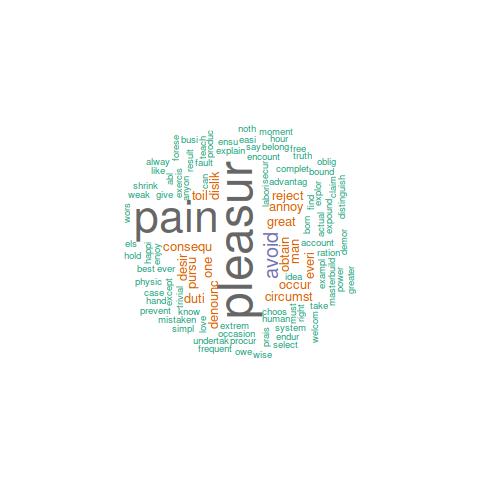 noth
moment
hour
easi
ensu
busi
teach
produc
forese
result
explain
say
belong
free
truth
oblig
encount
secur
fault
alway
like
abl
exercis
anyon
can
dislik
complet
bound
advantag
labori
claim
explor
distinguish
shrink
weak
give
toil
reject
annoy
find
expound
actual
wors
pain
pleasur
great
born
demor
els
hold
happi
enjoy
consequ
avoid
obtain
man
account
ration
everi
best
ever
desir
pursu
one
idea
exampl
masterbuild
power
greater
physic
case
except
trivial
hand
duti
denounc
occur
circumst
prevent
know
mistaken
simpl
love
extrem
occasion
choos
human
must
right
take
system
welcom
undertak
procur
prais
endur
select
frequent
owe
wise